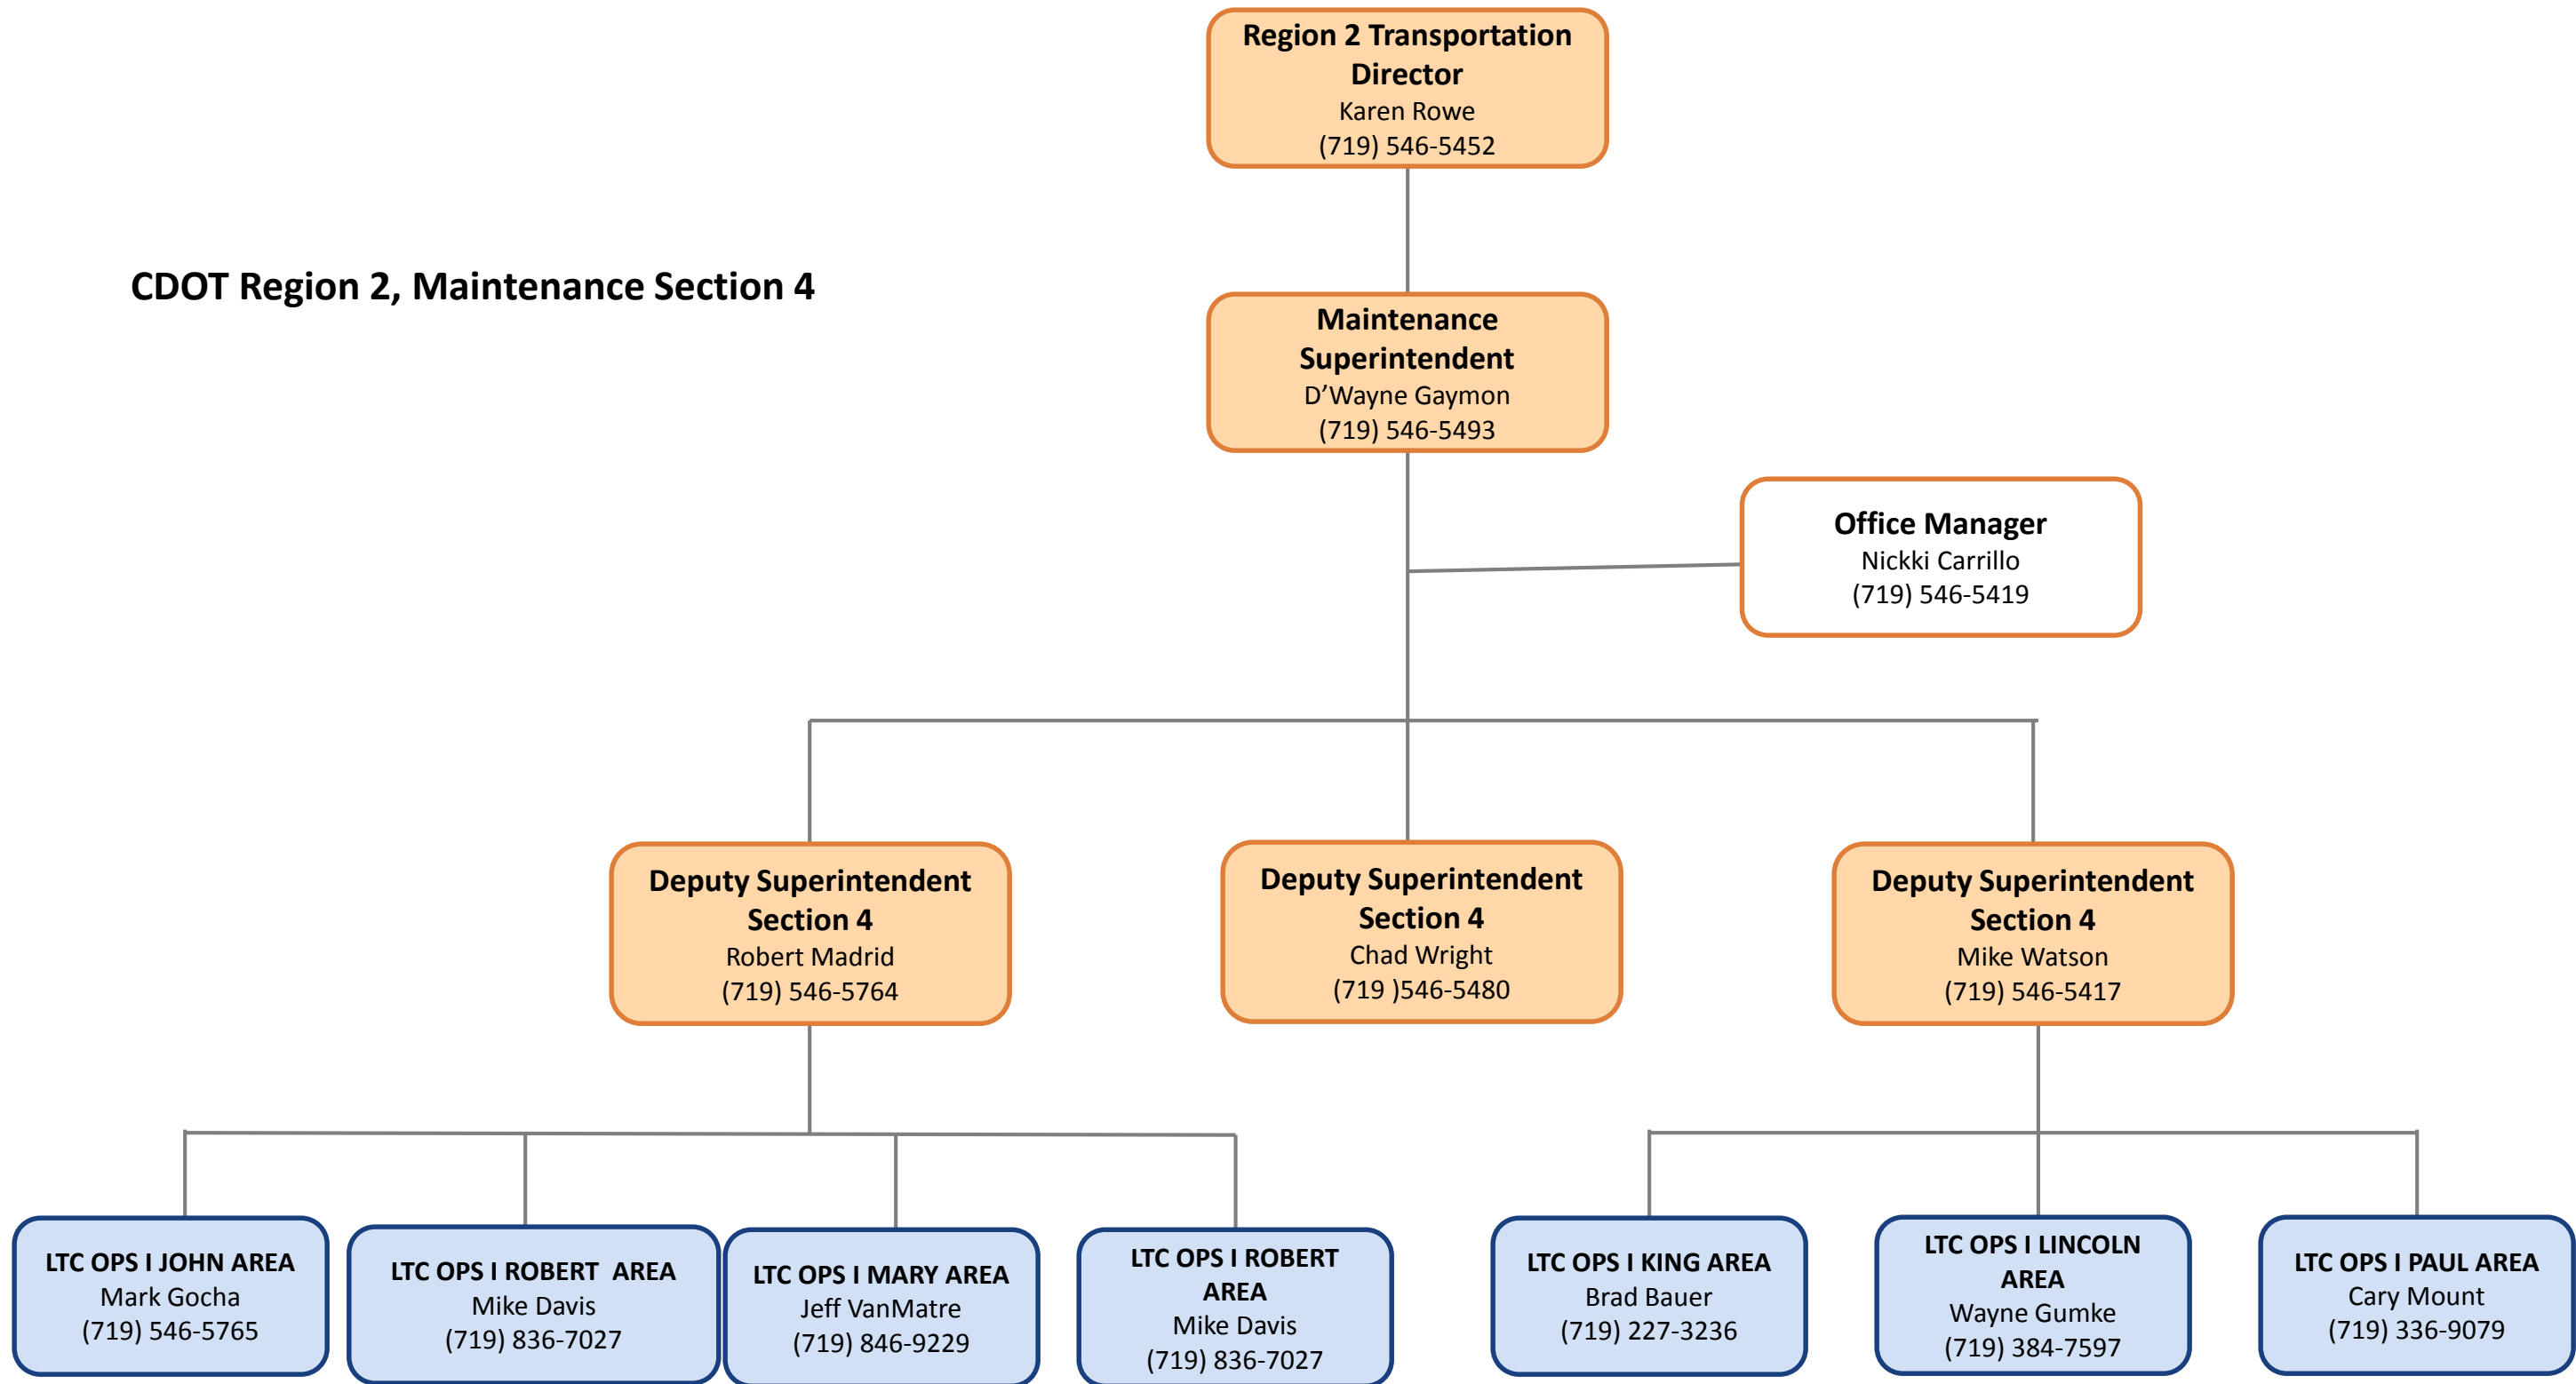 Region 2 Transportation
Director
Karen Rowe
(719) 546-5452
CDOT Region 2, Maintenance Section 4
Maintenance
Superintendent
D’Wayne Gaymon
(719) 546-5493
Office Manager
Nickki Carrillo
(719) 546-5419
Deputy Superintendent
Section 4
Robert Madrid
(719) 546-5764
Deputy Superintendent
Section 4
Chad Wright
(719 )546-5480
Deputy Superintendent
Section 4
Mike Watson
(719) 546-5417
LTC OPS I JOHN AREA
Mark Gocha
(719) 546-5765
LTC OPS I ROBERT  AREA
Mike Davis
(719) 836-7027
LTC OPS I MARY AREA
Jeff VanMatre
(719) 846-9229
LTC OPS I ROBERT
AREA
Mike Davis
(719) 836-7027
LTC OPS I KING AREA
Brad Bauer
(719) 227-3236
LTC OPS I LINCOLN
AREA
Wayne Gumke
(719) 384-7597
LTC OPS I PAUL AREA
Cary Mount
(719) 336-9079